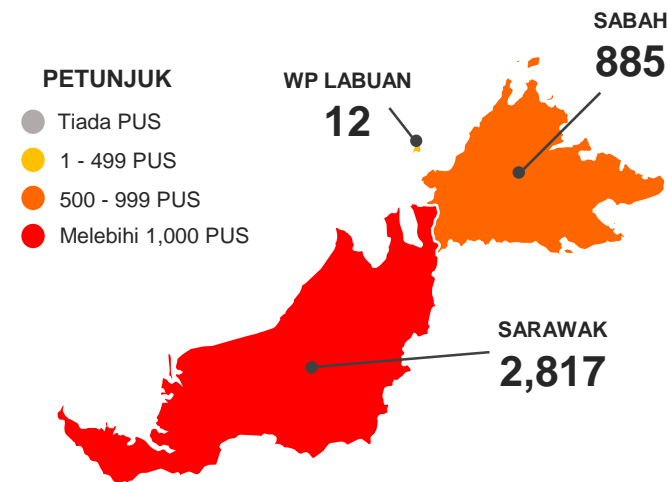 SABAH
885
WP LABUAN
12
PETUNJUK
Tiada PUS
1 - 499 PUS
500 - 999 PUS
Melebihi 1,000 PUS
SARAWAK
2,817